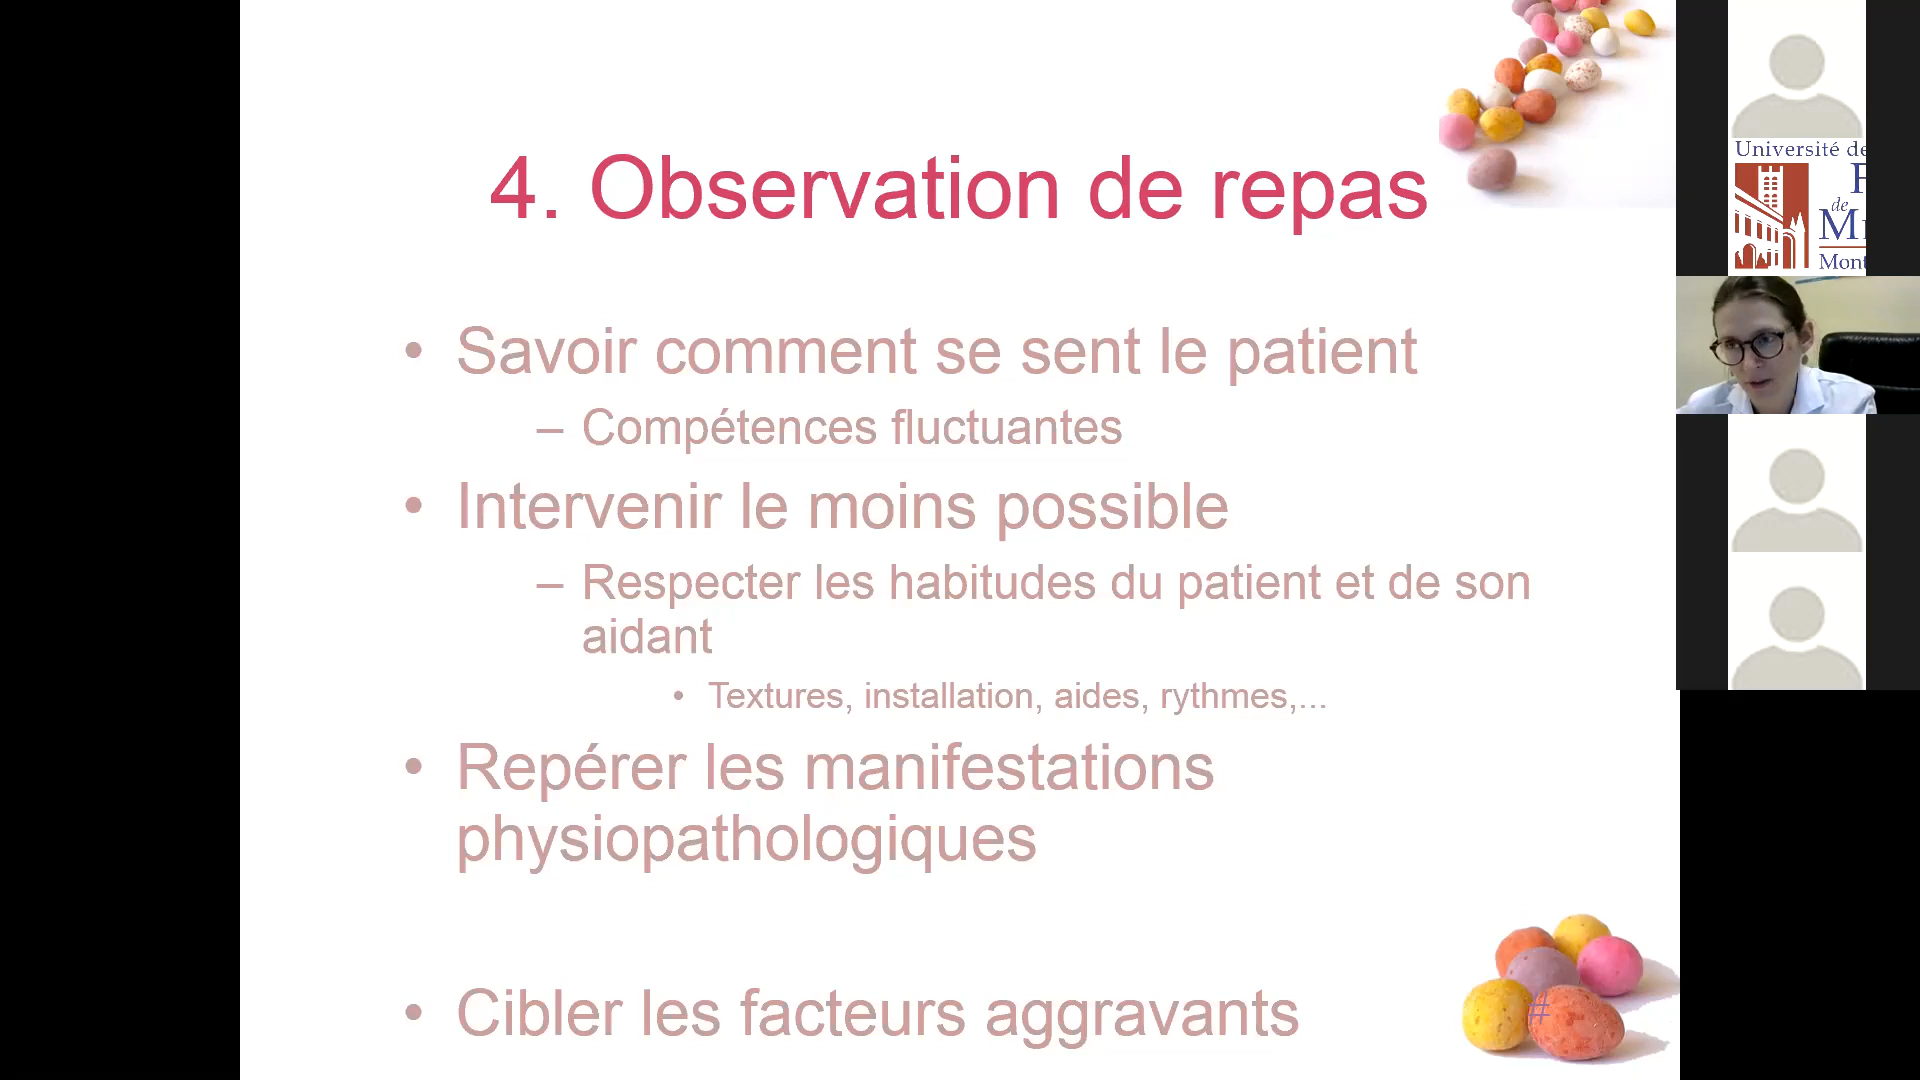 4. Observation de repas
• Savoir comment se sent le patient
– Compétences fluctuantes
• Intervenir le moins possible
– Respecter les habitudes du patient et de son
aidant
• Textures, installation, aides, rythmes,...
• Repérer les manifestations
physiopathologiques
• Cibler les facteurs aggravants
#
Université de
de